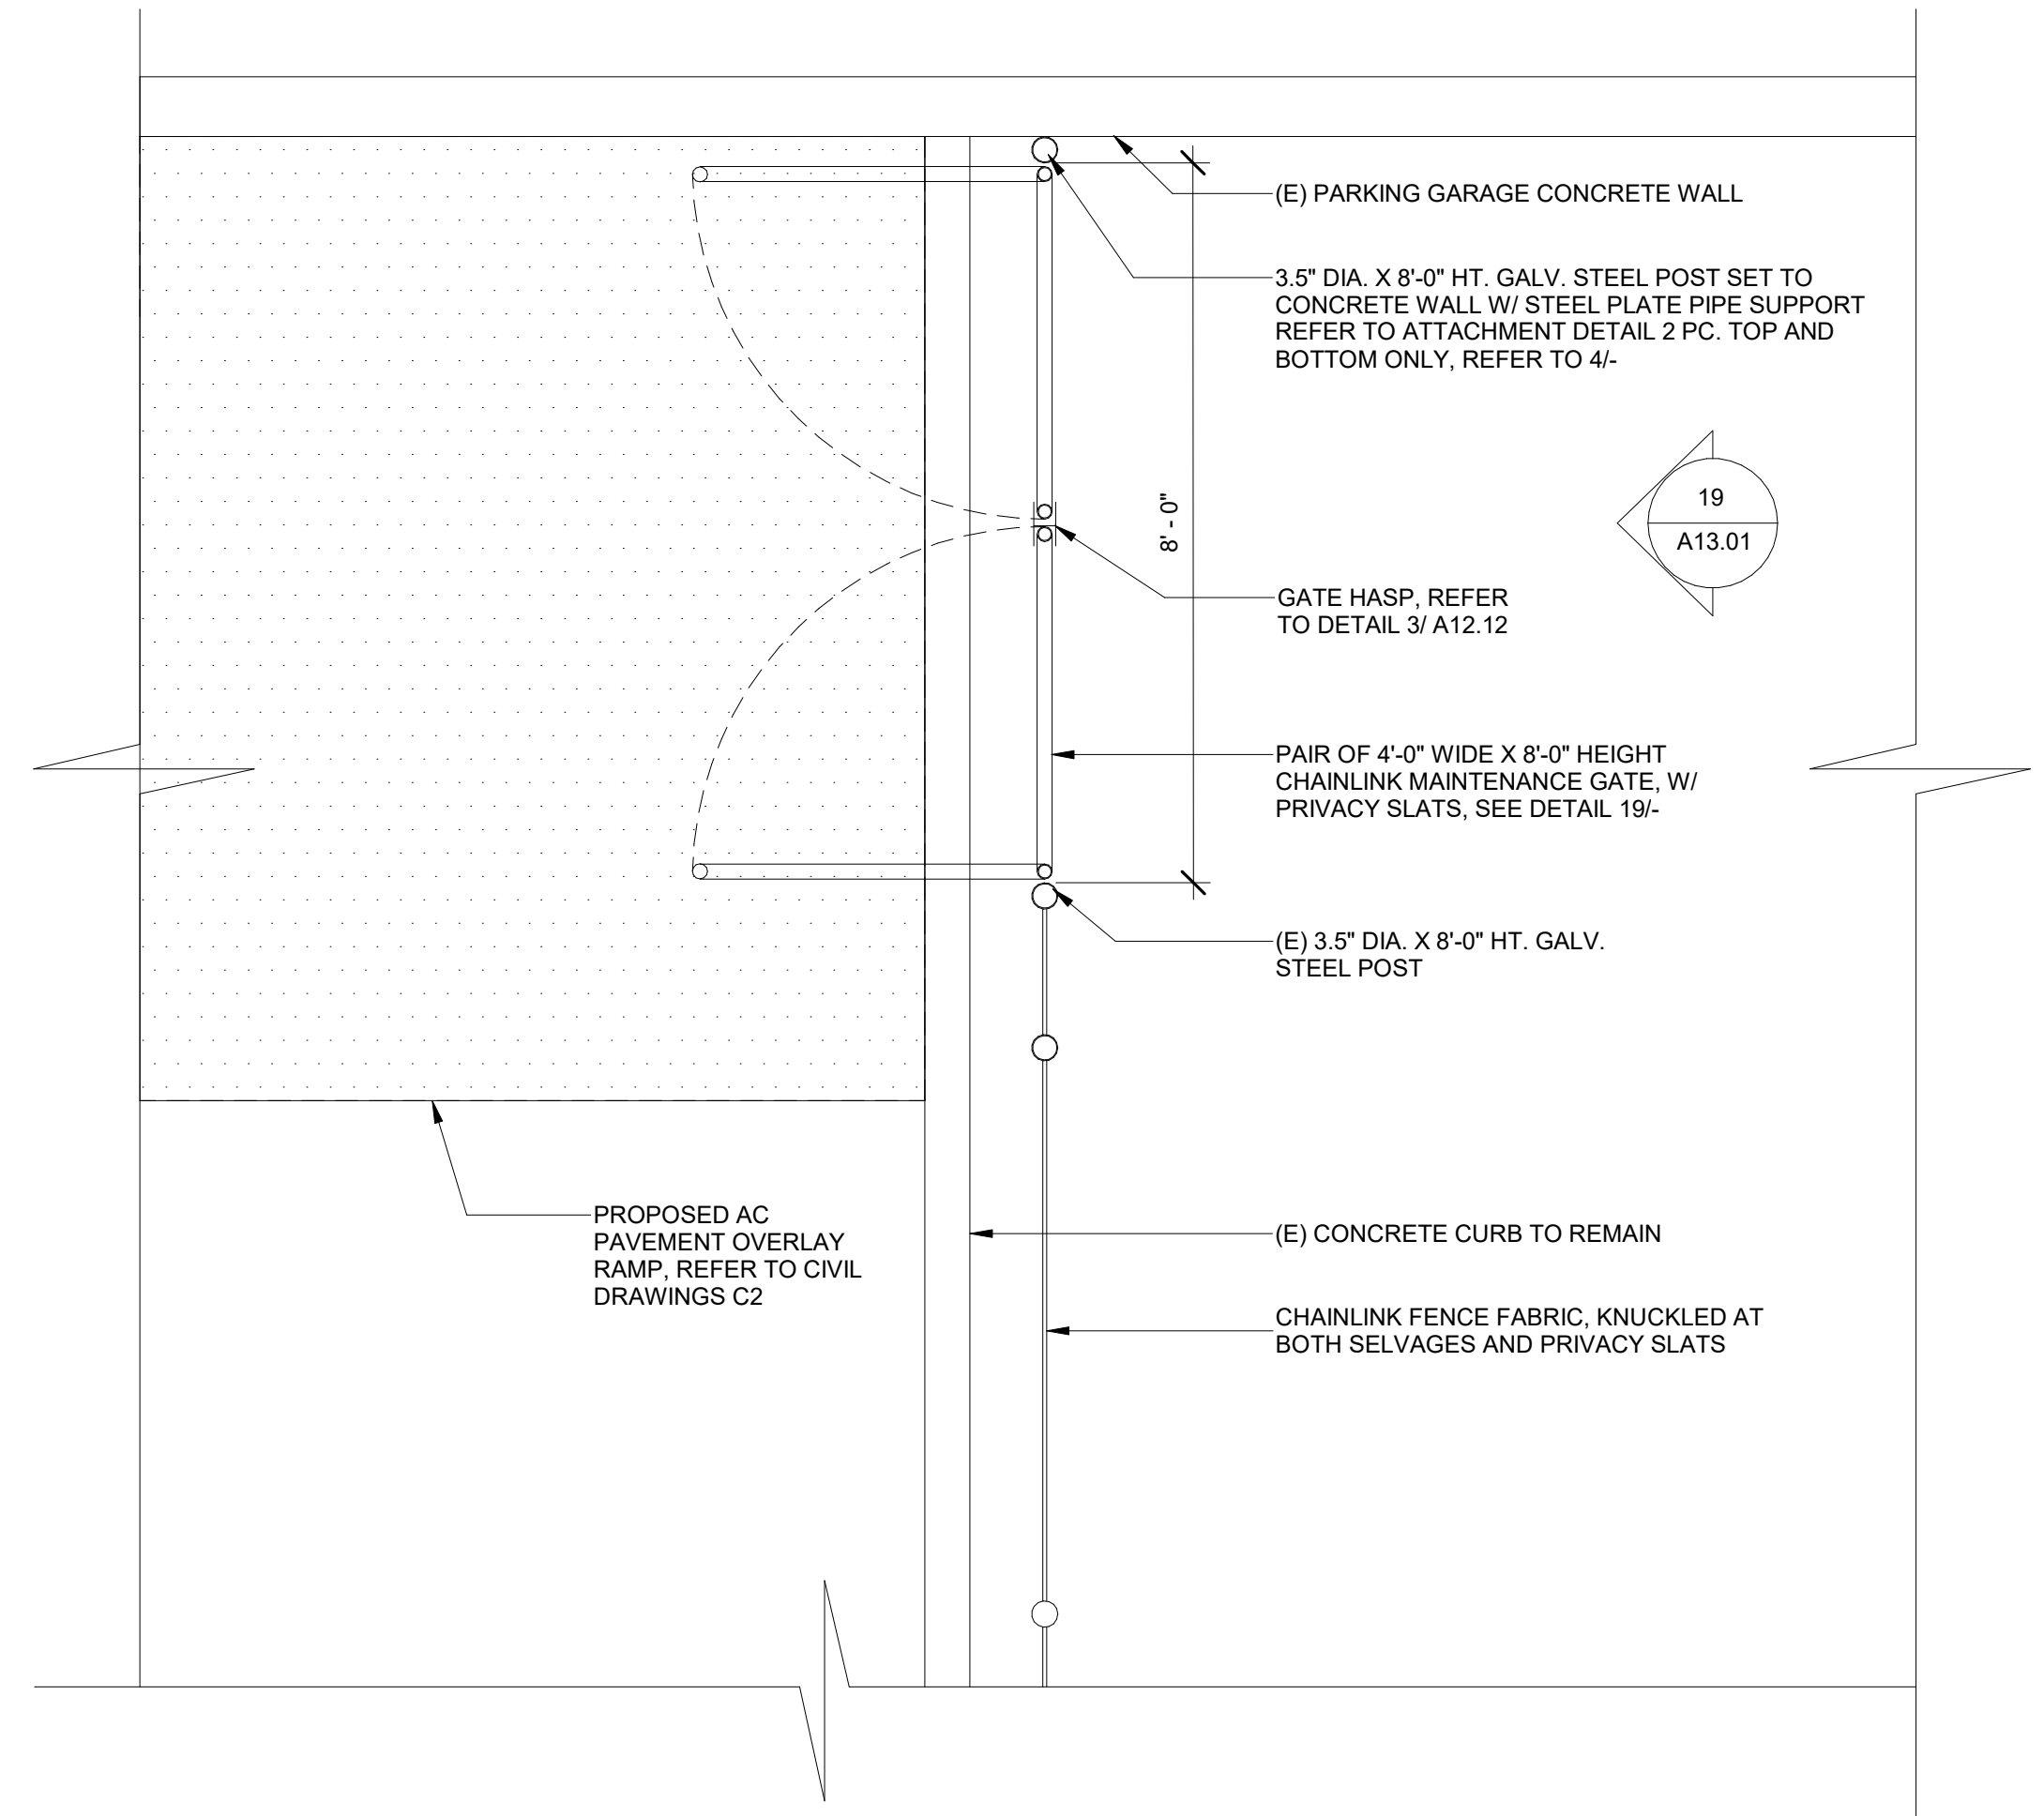 (E) PARKING GARAGE CONCRETE WALL
3.5" DIA. X 8'-0" HT. GALV. STEEL POST SET TO
CONCRETE WALL W/ STEEL PLATE PIPE SUPPORT
REFER TO ATTACHMENT DETAIL 2 PC. TOP AND
BOTTOM ONLY, REFER TO 4/-
19
A13.01
8' - 0"
GATE HASP, REFER
TO DETAIL 3/ A12.12
PAIR OF 4'-0" WIDE X 8'-0" HEIGHT
CHAINLINK MAINTENANCE GATE, W/
PRIVACY SLATS, SEE DETAIL 19/-
(E) 3.5" DIA. X 8'-0" HT. GALV.
STEEL POST
PROPOSED AC
PAVEMENT OVERLAY
RAMP, REFER TO CIVIL
DRAWINGS C2
(E) CONCRETE CURB TO REMAIN
CHAINLINK FENCE FABRIC, KNUCKLED AT
BOTH SELVAGES AND PRIVACY SLATS